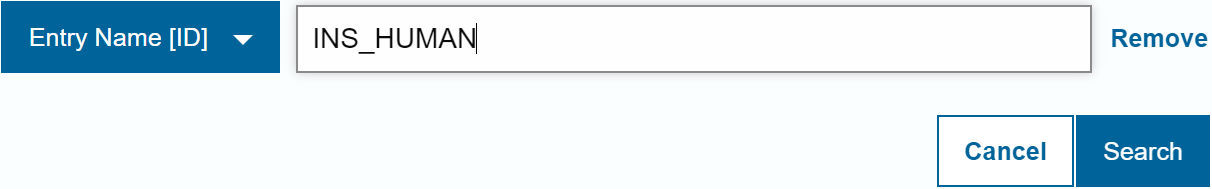 Entry Name [ID] INS_HUMAN Remove
Cancel Search